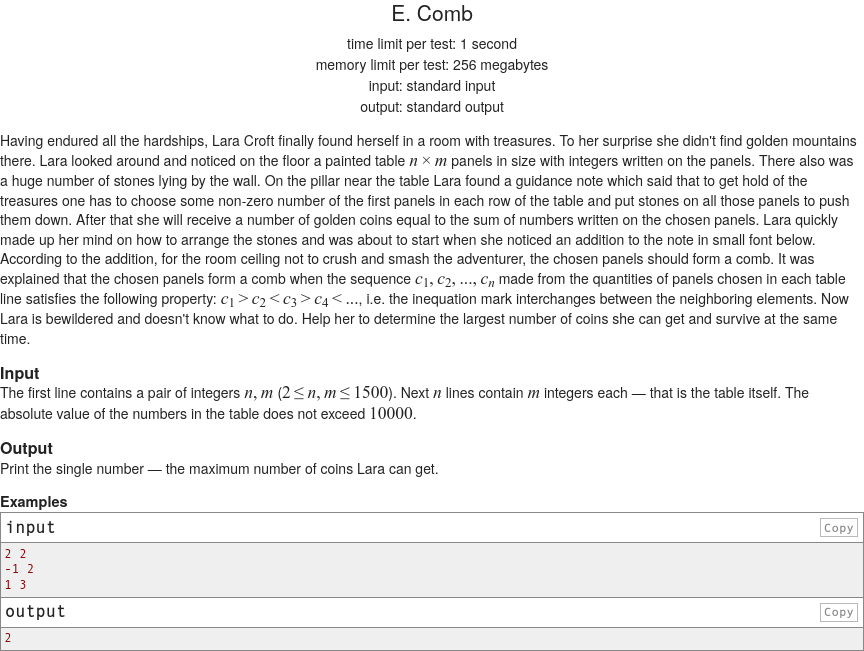 E. Comb
time limit per test: 1 second
memory limit per test: 256 megabytes
input: standard input
output: standard output
Having endured all the hardships, Lara Croft finally found herself in a room with treasures. To her surprise she didn't find golden mountains
there. Lara looked around and noticed on the floor a painted table n × m panels in size with integers written on the panels. There also was
a huge number of stones lying by the wall. On the pillar near the table Lara found a guidance note which said that to get hold of the
treasures one has to choose some non-zero number of the first panels in each row of the table and put stones on all those panels to push
them down. After that she will receive a number of golden coins equal to the sum of numbers written on the chosen panels. Lara quickly
made up her mind on how to arrange the stones and was about to start when she noticed an addition to the note in small font below.
According to the addition, for the room ceiling not to crush and smash the adventurer, the chosen panels should form a comb. It was
explained that the chosen panels form a comb when the sequence c1, c2, ..., cn made from the quantities of panels chosen in each table
line satisfies the following property: c1 > c2 < c3 > c4 < ..., i.e. the inequation mark interchanges between the neighboring elements. Now
Lara is bewildered and doesn't know what to do. Help her to determine the largest number of coins she can get and survive at the same
time.
Input
The first line contains a pair of integers n, m (2 ≤ n, m ≤ 1500). Next n lines contain m integers each — that is the table itself. The
absolute value of the numbers in the table does not exceed 10000.
Output
Print the single number — the maximum number of coins Lara can get.
Examples
input Copy
2 2
-1 2
1 3
output Copy
2